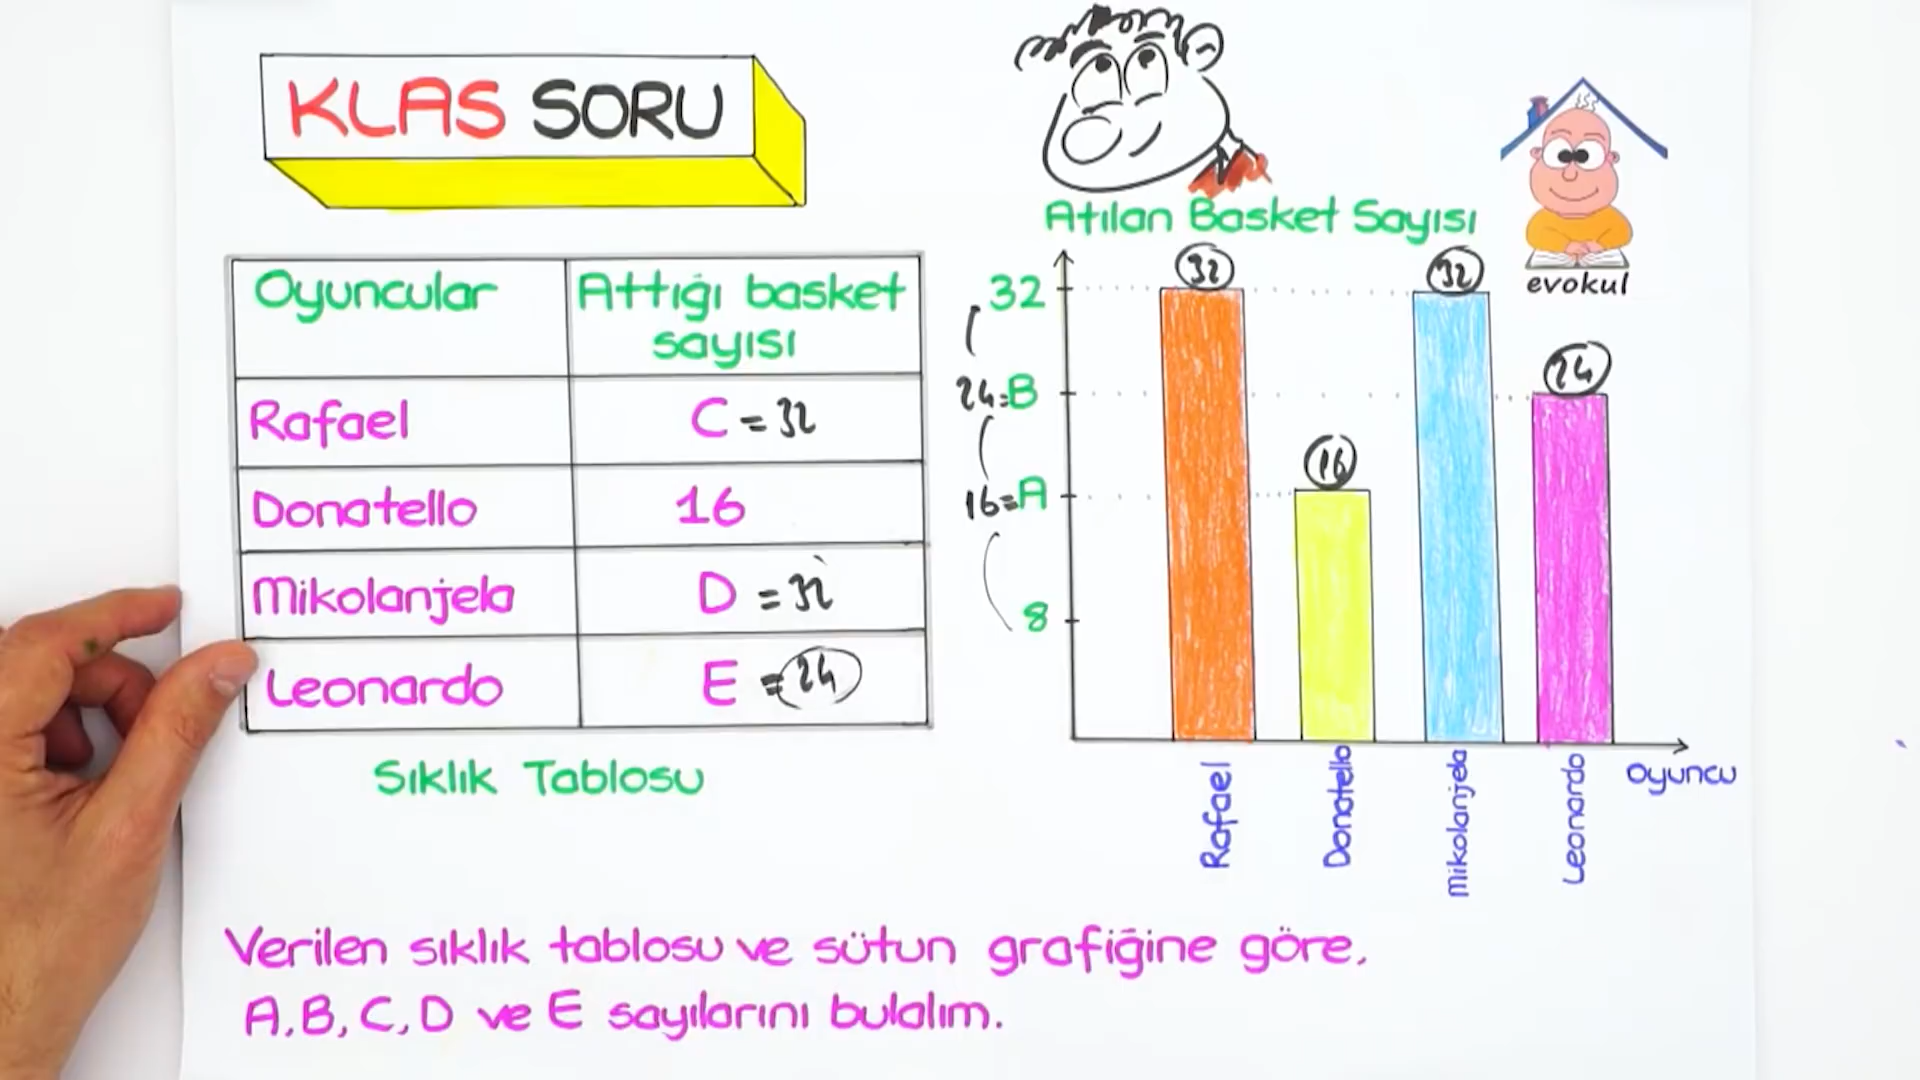 KLAS SORU
evokul
Oyuncular
Attığı basket
sayısı
Rafael
C = 32
Donatello
16
Mikolanjela
D = 32
Leonardo
E = 24
Sıklık Tablosu
Atılan Basket Sayısı
32
24=B
16=A
8
32
16
32
24
Rafael
Donatello
Mikolanjela
Leonardo
Oyuncu
Verilen sıklık tablosu ve sütun grafiğine göre,
A, B, C, D ve E sayılarını bulalım.